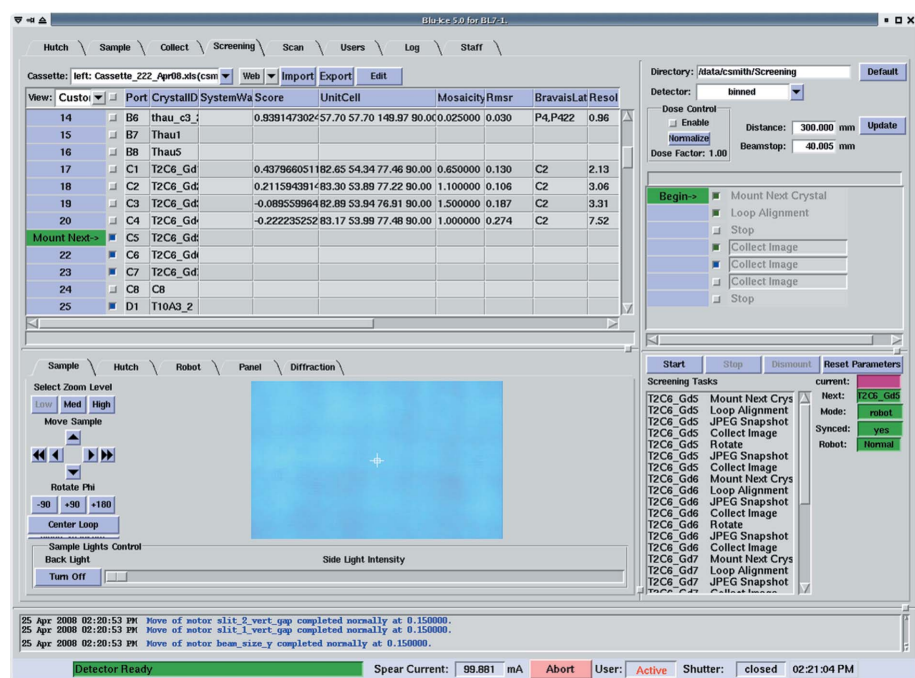 Blu-Ice 5.0 for BL7-1.
Hutch Sample Collect Screening Scan Users Log Staff
Cassette: left: Cassette_222_Apr08.xls(csm Web Import Export Edit
View: Custo Port CrystalID SystemWa Score UnitCell Mosaicity Rmsr BravaisLat Resol
14 B6 thau_c3_ 0.9391473024 57.70 57.70 149.97 90.00 0.025000 0.030 P4,P422 0.96
15 B7 Thau1
16 B8 Thau5
17 C1 T2C6_Gd 0.4379660511 82.65 54.34 77.46 90.00 0.650000 0.130 C2 2.13
18 C2 T2C6_Gd 0.2115943914 83.30 53.89 77.22 90.00 1.100000 0.106 C2 3.06
19 C3 T2C6_Gd -0.089559964 82.89 53.94 76.91 90.00 1.500000 0.187 C2 3.31
20 C4 T2C6_Gd -0.222235252 83.17 53.99 77.48 90.00 1.000000 0.274 C2 7.52
Mount Next-> C5 T2C6_Gd
22 C6 T2C6_Gd
23 C7 T2C6_Gd
24 C8 C8
25 D1 T10A3_2
Directory: /data/csmith/Screening Default
Detector: binned
Dose Control
Enable
Normalize
Dose Factor: 1.00
Distance: 300.000 mm Update
Beamstop: 40.005 mm
Begin-> Mount Next Crystal
Loop Alignment
Stop
Collect Image
Collect Image
Collect Image
Stop
Sample Hutch Robot Panel Diffraction
Select Zoom Level
Low Med High
Move Sample
Rotate Phi
-90 +90 +180
Center Loop
Sample Lights Control
Back Light Side Light Intensity
Turn Off
Start Stop Dismount Reset Parameters
Screening Tasks
T2C6_Gd5 Mount Next Crys
T2C6_Gd5 Loop Alignment
T2C6_Gd5 JPEG Snapshot
T2C6_Gd5 Collect Image
T2C6_Gd5 Rotate
T2C6_Gd5 JPEG Snapshot
T2C6_Gd5 Collect Image
T2C6_Gd6 Mount Next Crys
T2C6_Gd6 Loop Alignment
T2C6_Gd6 JPEG Snapshot
T2C6_Gd6 Collect Image
T2C6_Gd6 Rotate
T2C6_Gd6 JPEG Snapshot
T2C6_Gd6 Collect Image
T2C6_Gd7 Mount Next Crys
T2C6_Gd7 Loop Alignment
T2C6_Gd7 JPEG Snapshot
T2C6_Gd7 Collect Image
current:
Next: T2C6_Gd5
Mode: robot
Synced: yes
Robot: Normal
25 Apr 2008 02:20:53 PM Move of motor slit_2_vert_gap completed normally at 0.150000.
25 Apr 2008 02:20:53 PM Move of motor slit_1_vert_gap completed normally at 0.150000.
25 Apr 2008 02:20:53 PM Move of motor beam_size_y completed normally at 0.150000.
Detector Ready Spear Current: 99.881 mA Abort User: Active Shutter: closed 02:21:04 PM